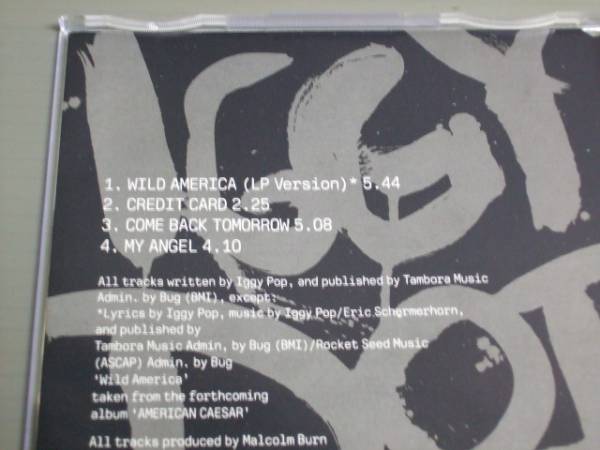 IGGY
POP
1. WILD AMERICA (LP Version)* 5.44
2. CREDIT CARD 2.25
3. COME BACK TOMORROW 5.08
4. MY ANGEL 4.10
All tracks written by Iggy Pop, and published by Tambora Music
Admin. by Bug (BMI), except:
*Lyrics by Iggy Pop, music by Iggy Pop/Eric Schermerhorn,
and published by
Tambora Music Admin, by Bug (BMI)/Rocket Seed Music
(ASCAP) Admin. by Bug
'Wild America'
taken from the forthcoming
album 'AMERICAN CAESAR'
All tracks produced by Malcolm Burn